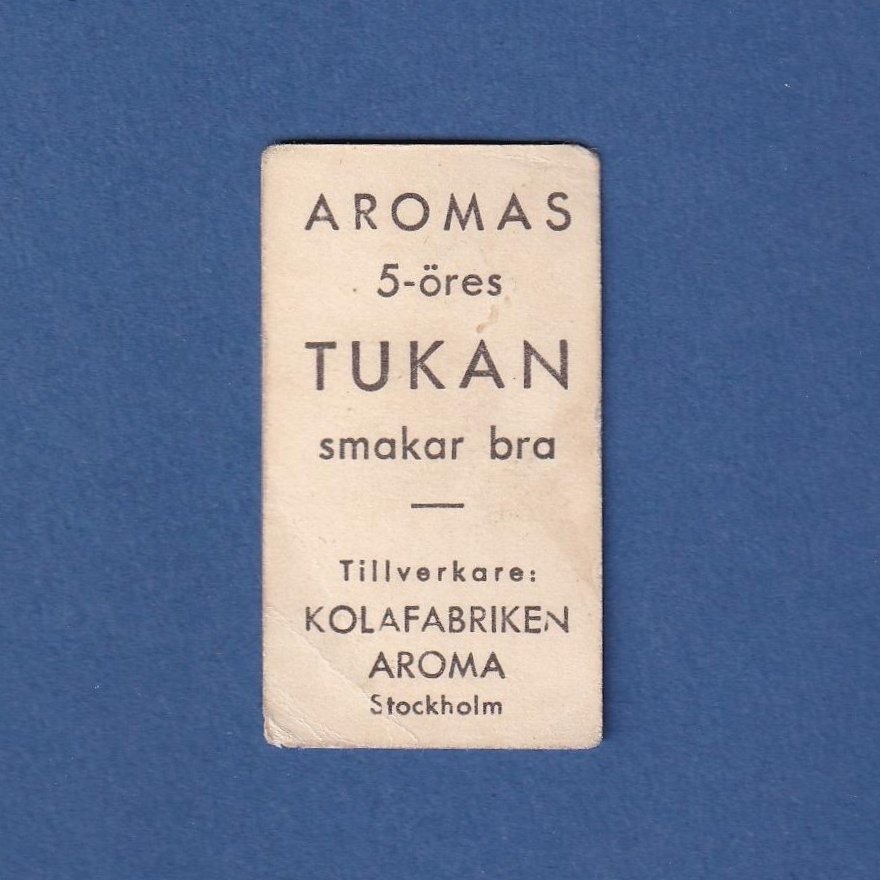 AROMAS
5-öres
TUKAN
smakar bra
Tillverkare:
KOLAFABRIKEN
AROMA
Stockholm